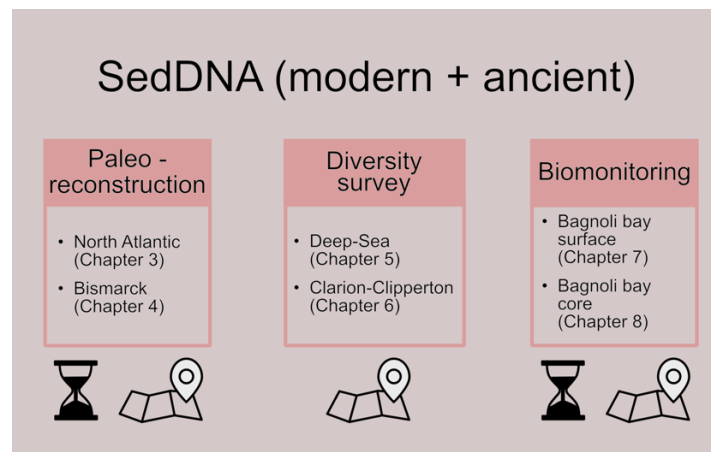 SedDNA (modern + ancient)
Paleo -
reconstruction
• North Atlantic
(Chapter 3)
• Bismarck
(Chapter 4)
Diversity
survey
• Deep-Sea
(Chapter 5)
• Clarion-Clipperton
(Chapter 6)
Biomonitoring
• Bagnoli bay
surface
(Chapter 7)
• Bagnoli bay
core
(Chapter 8)